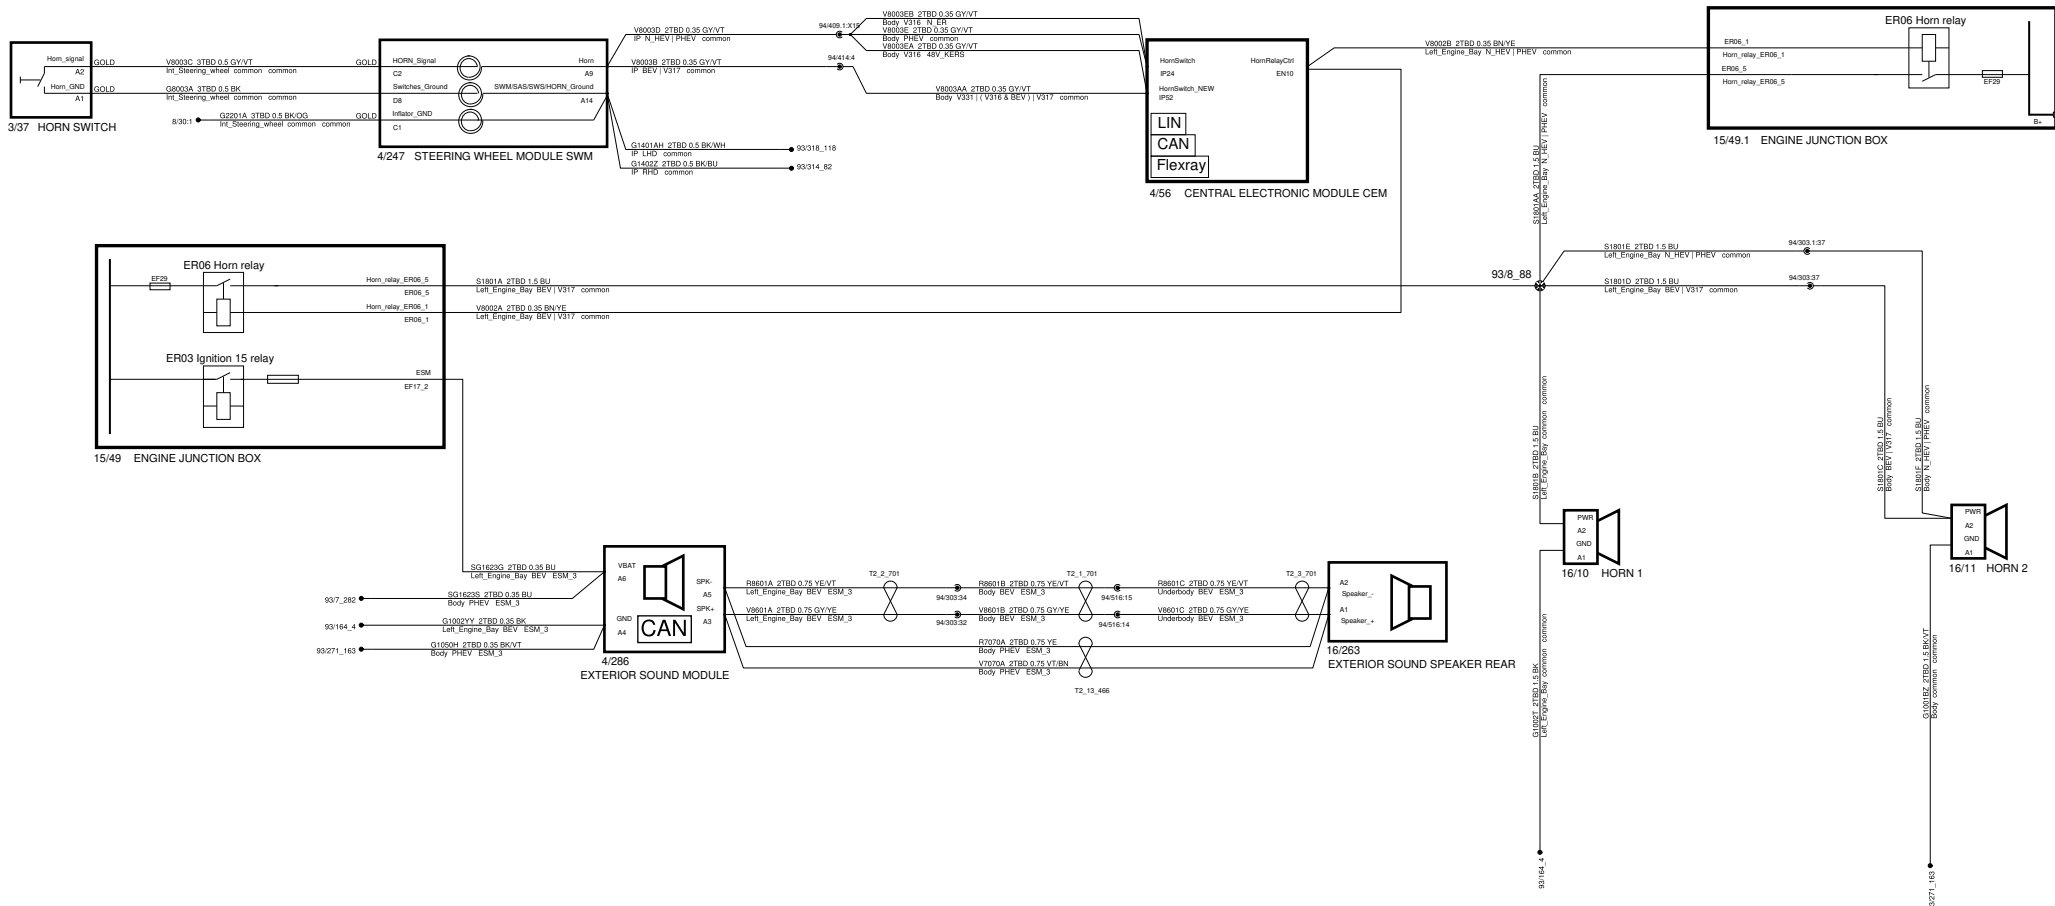 Horn_signal
A2
Horn_GND
A1
3/37 HORN SWITCH
GOLD
GOLD
V8003C 3TBD 0.5 GY/VT
Int_Steering_wheel common common
G8003A 3TBD 0.5 BK
Int_Steering_wheel common common
8/30:1
G2201A 3TBD 0.5 BK/OG
Int_Steering_wheel common common
GOLD
GOLD
GOLD
HORN_Signal
C2
Switches_Ground
D8
Inflator_GND
C1
Horn
A9
SWM/SAS/SWS/HORN_Ground
A14
4/247 STEERING WHEEL MODULE SWM
V8003D 2TBD 0.35 GY/VT
IP N_HEV | PHEV common
V8003B 2TBD 0.35 GY/VT
IP BEV | V317 common
G1401AH 2TBD 0.5 BK/WH
IP LHD common
G1402Z 2TBD 0.5 BK/BU
IP RHD common
93/318_118
93/314_82
94/409.1:X15
94/414:4
V8003EB 2TBD 0.35 GY/VT
Body V316 N_ER
V8003E 2TBD 0.35 GY/VT
Body PHEV common
V8003EA 2TBD 0.35 GY/VT
Body V316 48V_KERS
V8003AA 2TBD 0.35 GY/VT
Body V331 | ( V316 & BEV ) | V317 common
HornSwitch
IP24
HornSwitch_NEW
IP52
HornRelayCtrl
EN10
LIN
CAN
Flexray
4/56 CENTRAL ELECTRONIC MODULE CEM
V8002B 2TBD 0.35 BN/YE
Left_Engine_Bay N_HEV | PHEV common
ER06 Horn relay
ER06_1
Horn_relay_ER06_1
ER06_5
Horn_relay_ER06_5
EF29
B+
15/49.1 ENGINE JUNCTION BOX
S1801AA 2TBD 1.5 BU
Left_Engine_Bay N_HEV | PHEV common
ER06 Horn relay
EF29
Horn_relay_ER06_5
ER06_5
Horn_relay_ER06_1
ER06_1
ER03 Ignition 15 relay
ESM
EF17_2
15/49 ENGINE JUNCTION BOX
S1801A 2TBD 1.5 BU
Left_Engine_Bay BEV | V317 common
V8002A 2TBD 0.35 BN/YE
Left_Engine_Bay BEV | V317 common
93/8_88
S1801E 2TBD 1.5 BU
Left_Engine_Bay N_HEV | PHEV common
94/303.1:37
S1801D 2TBD 1.5 BU
Left_Engine_Bay BEV | V317 common
94/303:37
S1801B 2TBD 1.5 BU
Left_Engine_Bay common common
S1801C 2TBD 1.5 BU
Body BEV | V317 common
S1801F 2TBD 1.5 BU
Body N_HEV | PHEV common
PWR
A2
GND
A1
16/10 HORN 1
PWR
A2
GND
A1
16/11 HORN 2
SG1623G 2TBD 0.35 BU
Left_Engine_Bay BEV ESM_3
93/7_282
SG1623S 2TBD 0.35 BU
Body PHEV ESM_3
93/164_4
G1002YY 2TBD 0.35 BK
Left_Engine_Bay BEV ESM_3
93/271_163
G1050H 2TBD 0.35 BK/VT
Body PHEV ESM_3
VBAT
A6
GND
A4
SPK-
A5
SPK+
A3
CAN
4/286
EXTERIOR SOUND MODULE
R8601A 2TBD 0.75 YE/VT
Left_Engine_Bay BEV ESM_3
V8601A 2TBD 0.75 GY/YE
Left_Engine_Bay BEV ESM_3
T2_2_701
94/303:34
94/303:32
R8601B 2TBD 0.75 YE/VT
Body BEV ESM_3
V8601B 2TBD 0.75 GY/YE
Body BEV ESM_3
T2_1_701
94/516:15
94/516:14
R8601C 2TBD 0.75 YE/VT
Underbody BEV ESM_3
V8601C 2TBD 0.75 GY/YE
Underbody BEV ESM_3
T2_3_701
R7070A 2TBD 0.75 YE
Body PHEV ESM_3
V7070A 2TBD 0.75 VT/BN
Body PHEV ESM_3
T2_13_466
A2
Speaker_-
A1
Speaker_+
16/263
EXTERIOR SOUND SPEAKER REAR
G1002T 2TBD 1.5 BK
Left_Engine_Bay common common
93/164_4
G1001BZ 2TBD 1.5 BK/VT
Body common common
3/271_163